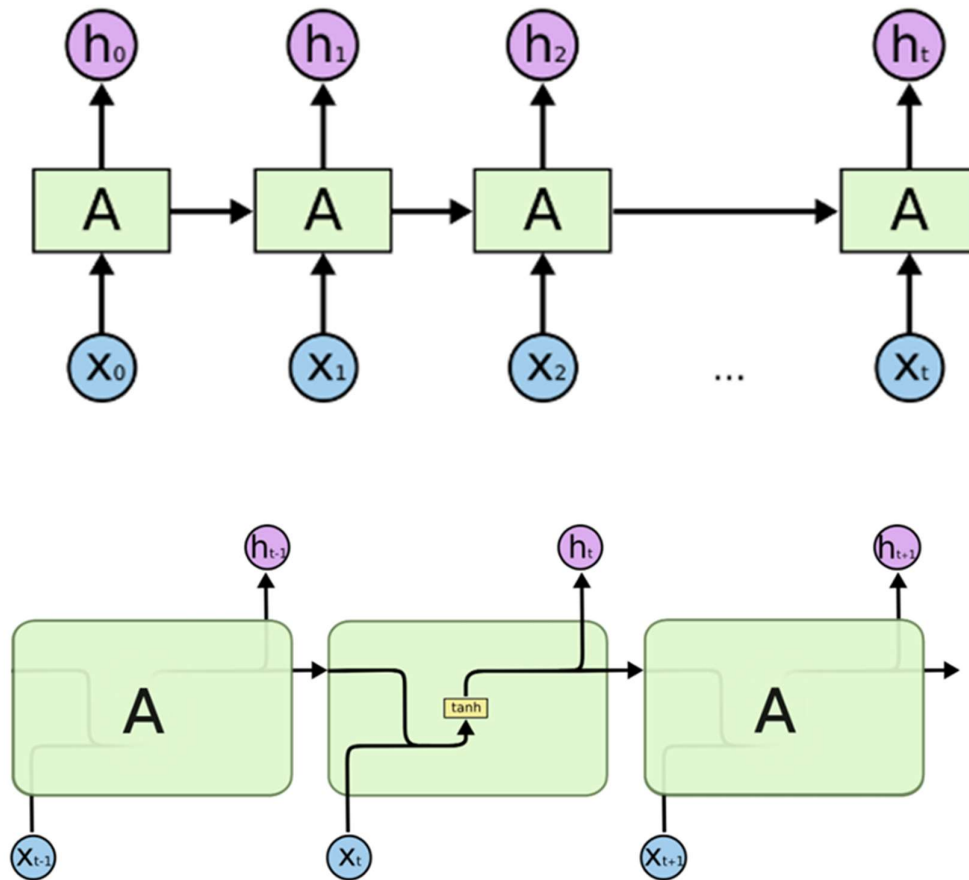 h₀ h₁ h₂ hₜ
A A A A
x₀ x₁ x₂ ... xₜ
hₜ₋₁ hₜ hₜ₊₁
A tanh A
xₜ₋₁ xₜ xₜ₊₁